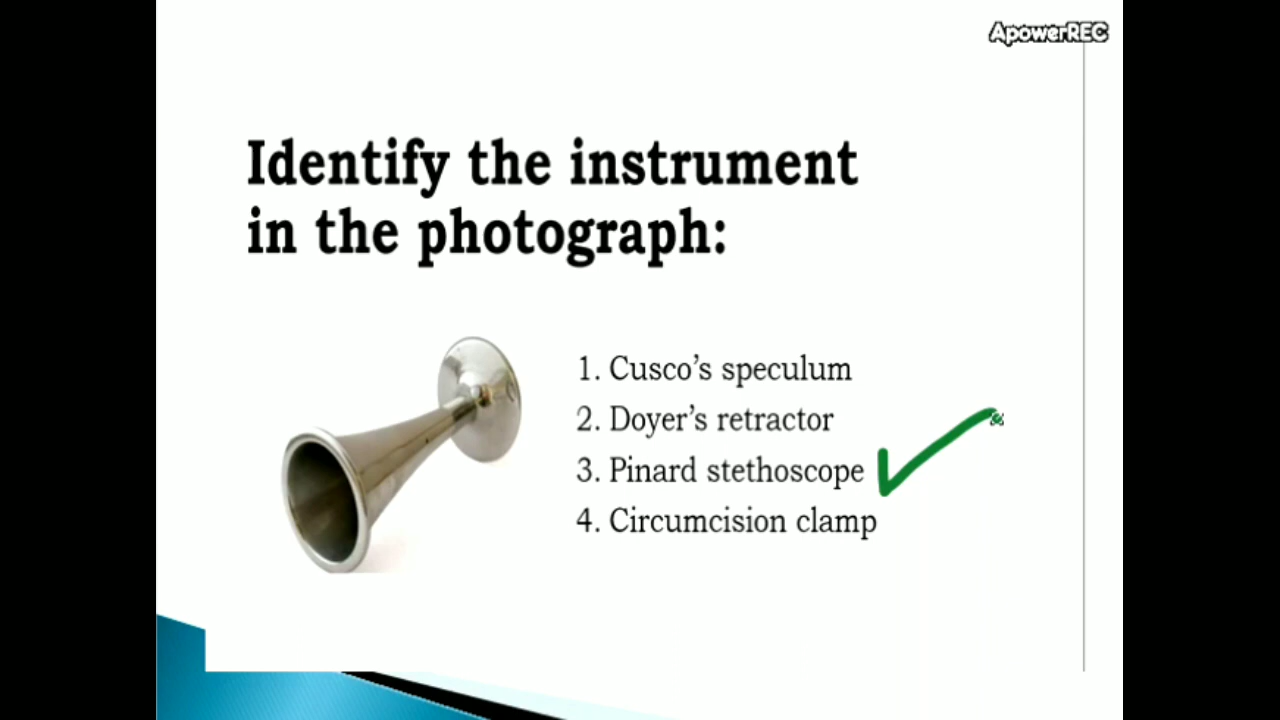 ApowerREC
Identify the instrument
in the photograph:
1. Cusco's speculum
2. Doyer's retractor
3. Pinard stethoscope
4. Circumcision clamp